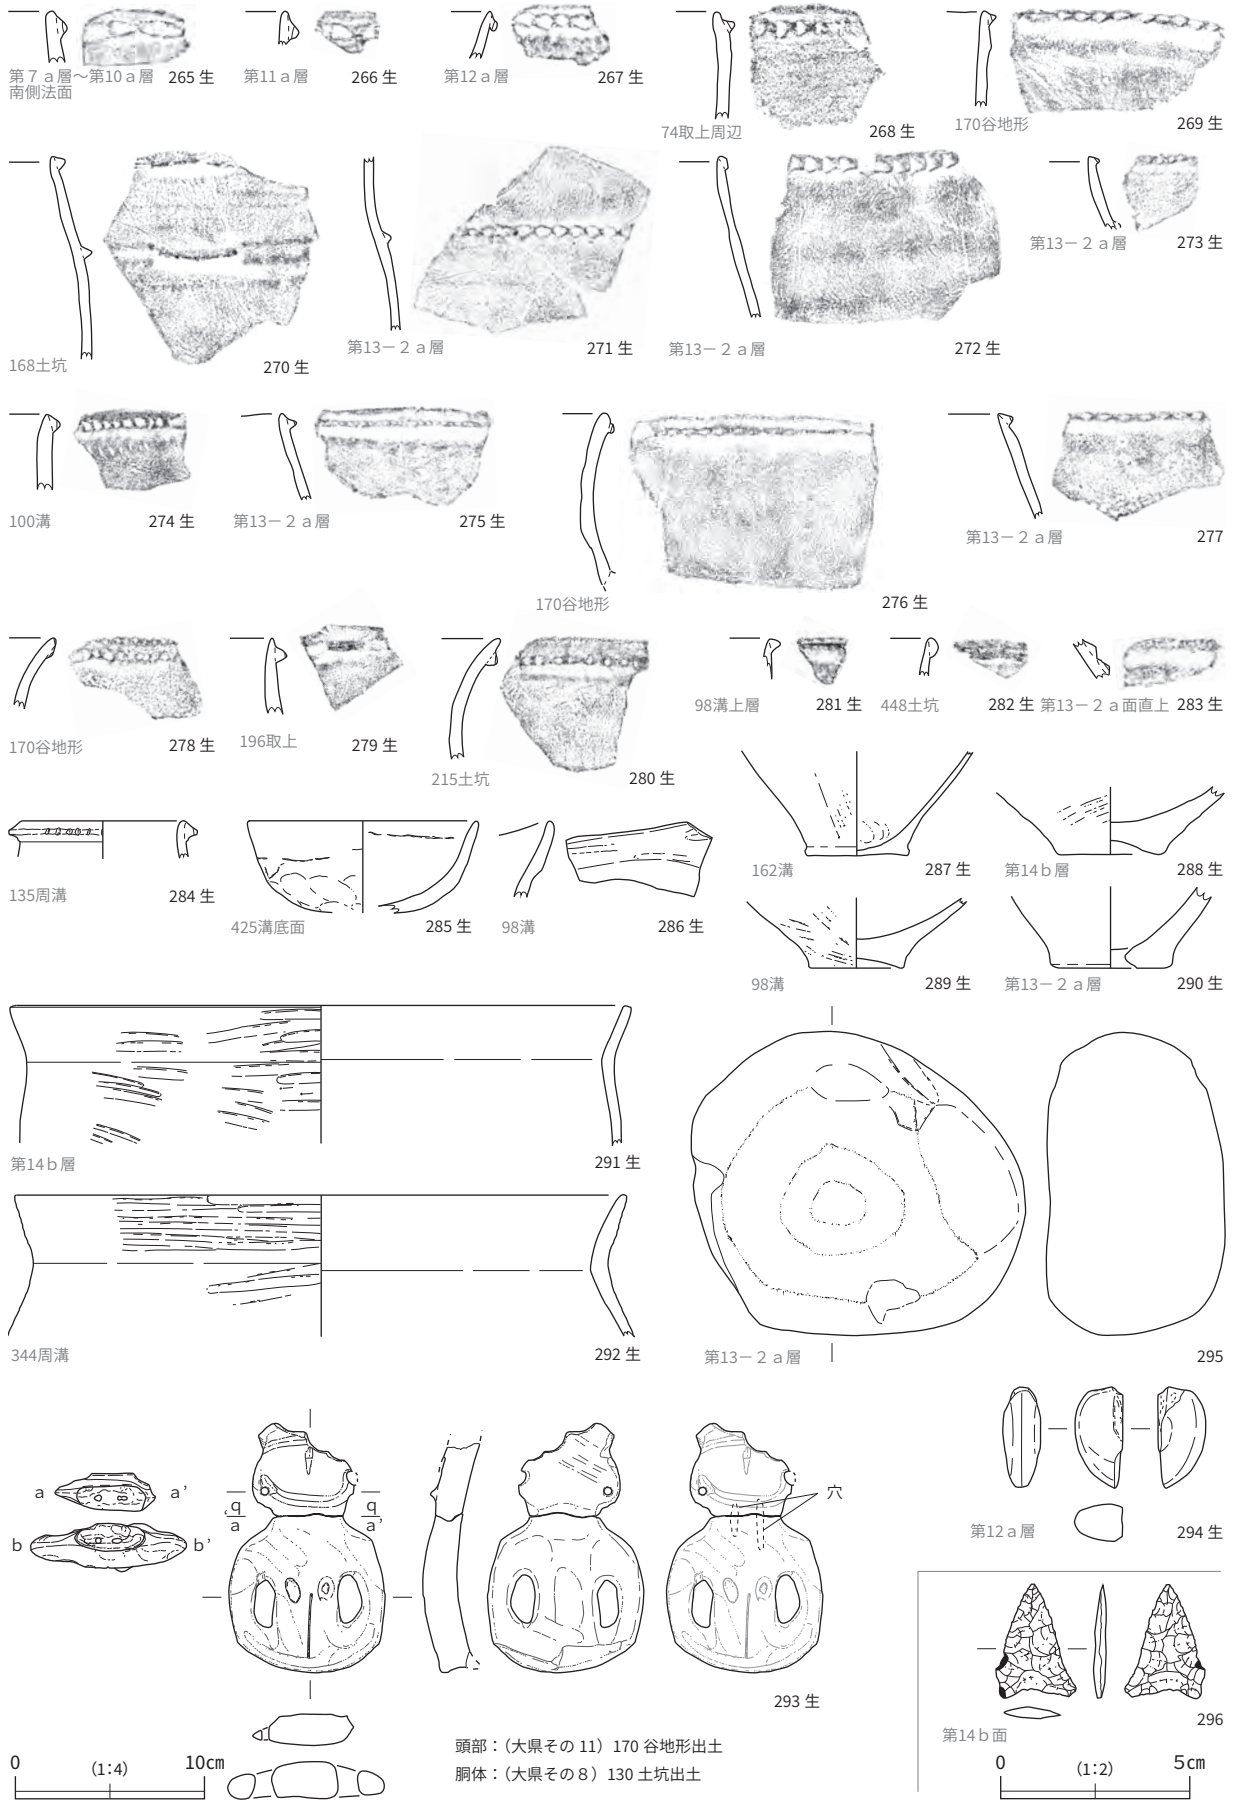 第７ａ層～第10ａ層
南側法面
265 生
第11ａ層 266 生
第12ａ層 267 生
74取上周辺 268 生
170谷地形 269 生
168土坑 270 生
第13－２ａ層 271 生
第13－２ａ層 272 生
第13－２ａ層 273 生
100溝 274 生
第13－２ａ層 275 生
170谷地形 276 生
第13－２ａ層 277
170谷地形 278 生
196取上 279 生
215土坑 280 生
98溝上層 281 生
448土坑 282 生
第13－２ａ面直上 283 生
135周溝 284 生
425溝底面 285 生
98溝 286 生
162溝 287 生
第14ｂ層 288 生
98溝 289 生
第13－２ａ層 290 生
第14ｂ層 291 生
344周溝 292 生
第13－２ａ層 295
a a’
b b’
q
a
q
a’
穴
293 生
第12ａ層 294 生
第14ｂ面 296
頭部：（大県その 11）170 谷地形出土
胴体：（大県その８）130 土坑出土
0 （1：4） 10㎝
0 （1：2） 5㎝